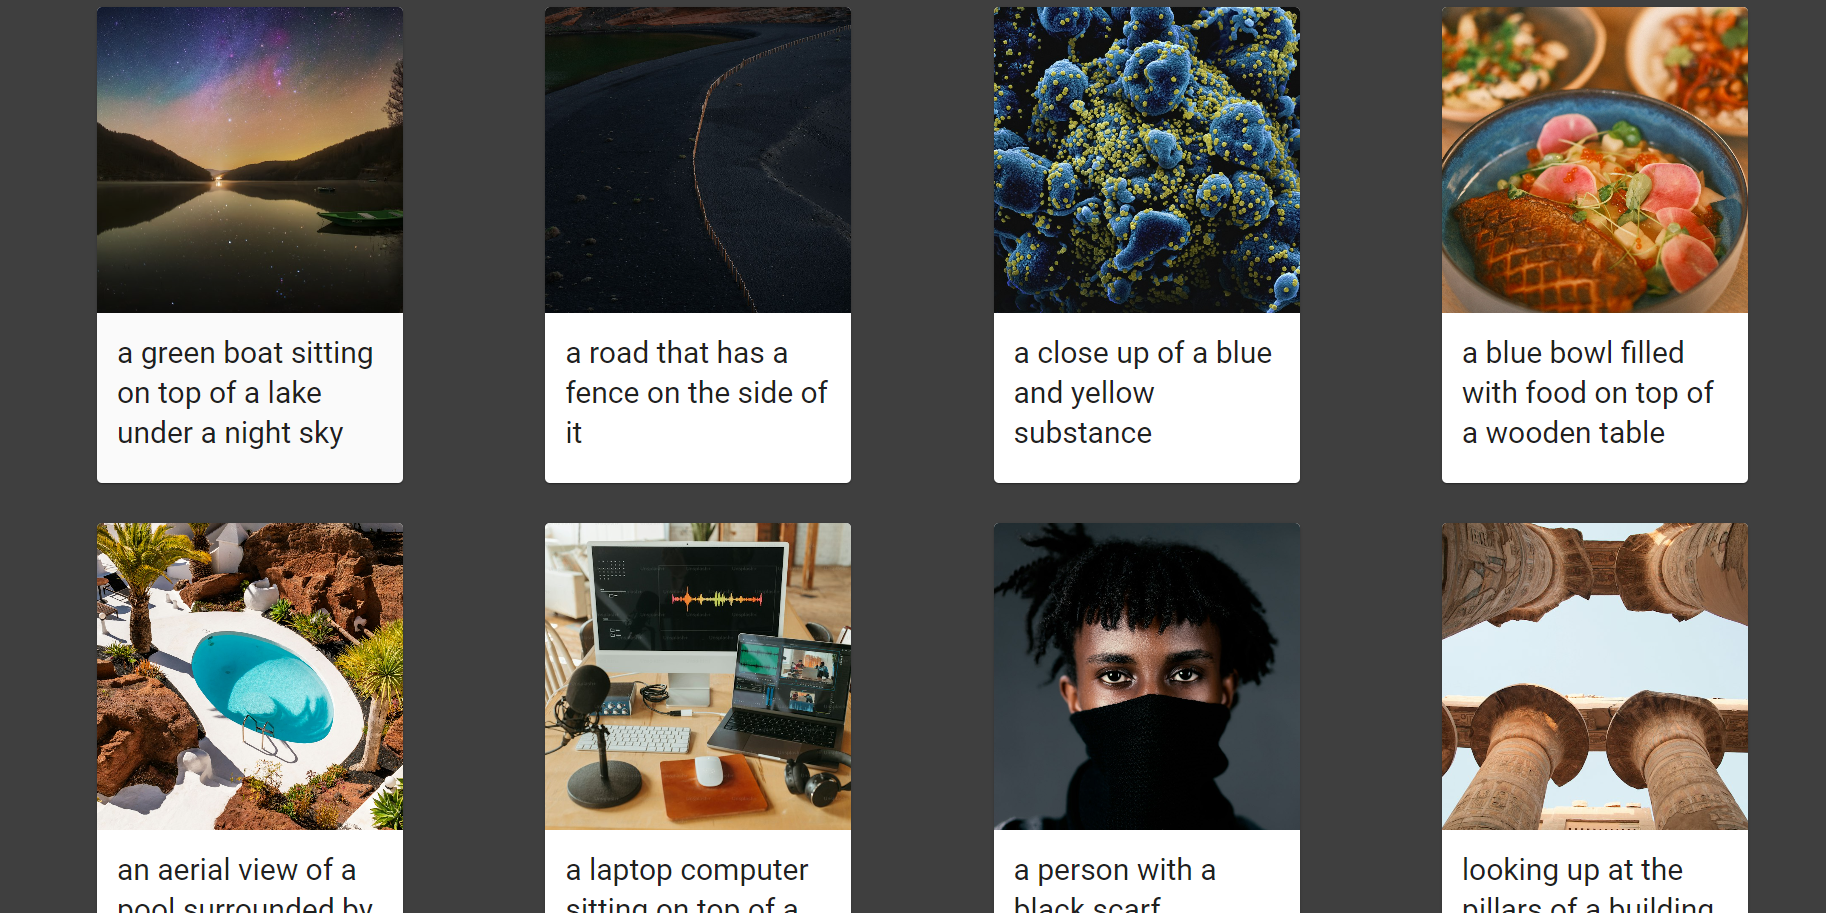 a green boat sitting
on top of a lake
under a night sky
a road that has a
fence on the side of
it
a close up of a blue
and yellow
substance
a blue bowl filled
with food on top of
a wooden table
an aerial view of a
pool surrounded by
a laptop computer
sitting on top of a
a person with a
black scarf
looking up at the
pillars of a building